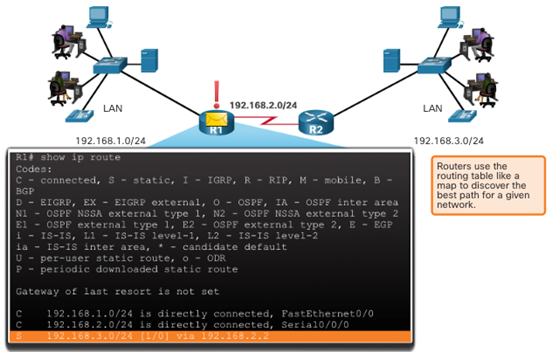 LAN
LAN
192.168.2.0/24
R1
R2
192.168.1.0/24
192.168.3.0/24
R1# show ip route
Codes:
C - connected, S - static, I - IGRP, R - RIP, M - mobile, B -
BGP
D - EIGRP, EX - EIGRP external, O - OSPF, IA - OSPF inter area
N1 - OSPF NSSA external type 1, N2 - OSPF NSSA external type 2
E1 - OSPF external type 1, E2 - OSPF external type 2, E - EGP
i - IS-IS, L1 - IS-IS level-1, L2 - IS-IS level-2
ia - IS-IS inter area, * - candidate default
U - per-user static route, o - ODR
P - periodic downloaded static route
Gateway of last resort is not set
C 192.168.1.0/24 is directly connected, FastEthernet0/0
C 192.168.2.0/24 is directly connected, Serial0/0/0
S 192.168.3.0/24 [1/0] via 192.168.2.2
Routers use the
routing table like a
map to discover the
best path for a given
network.